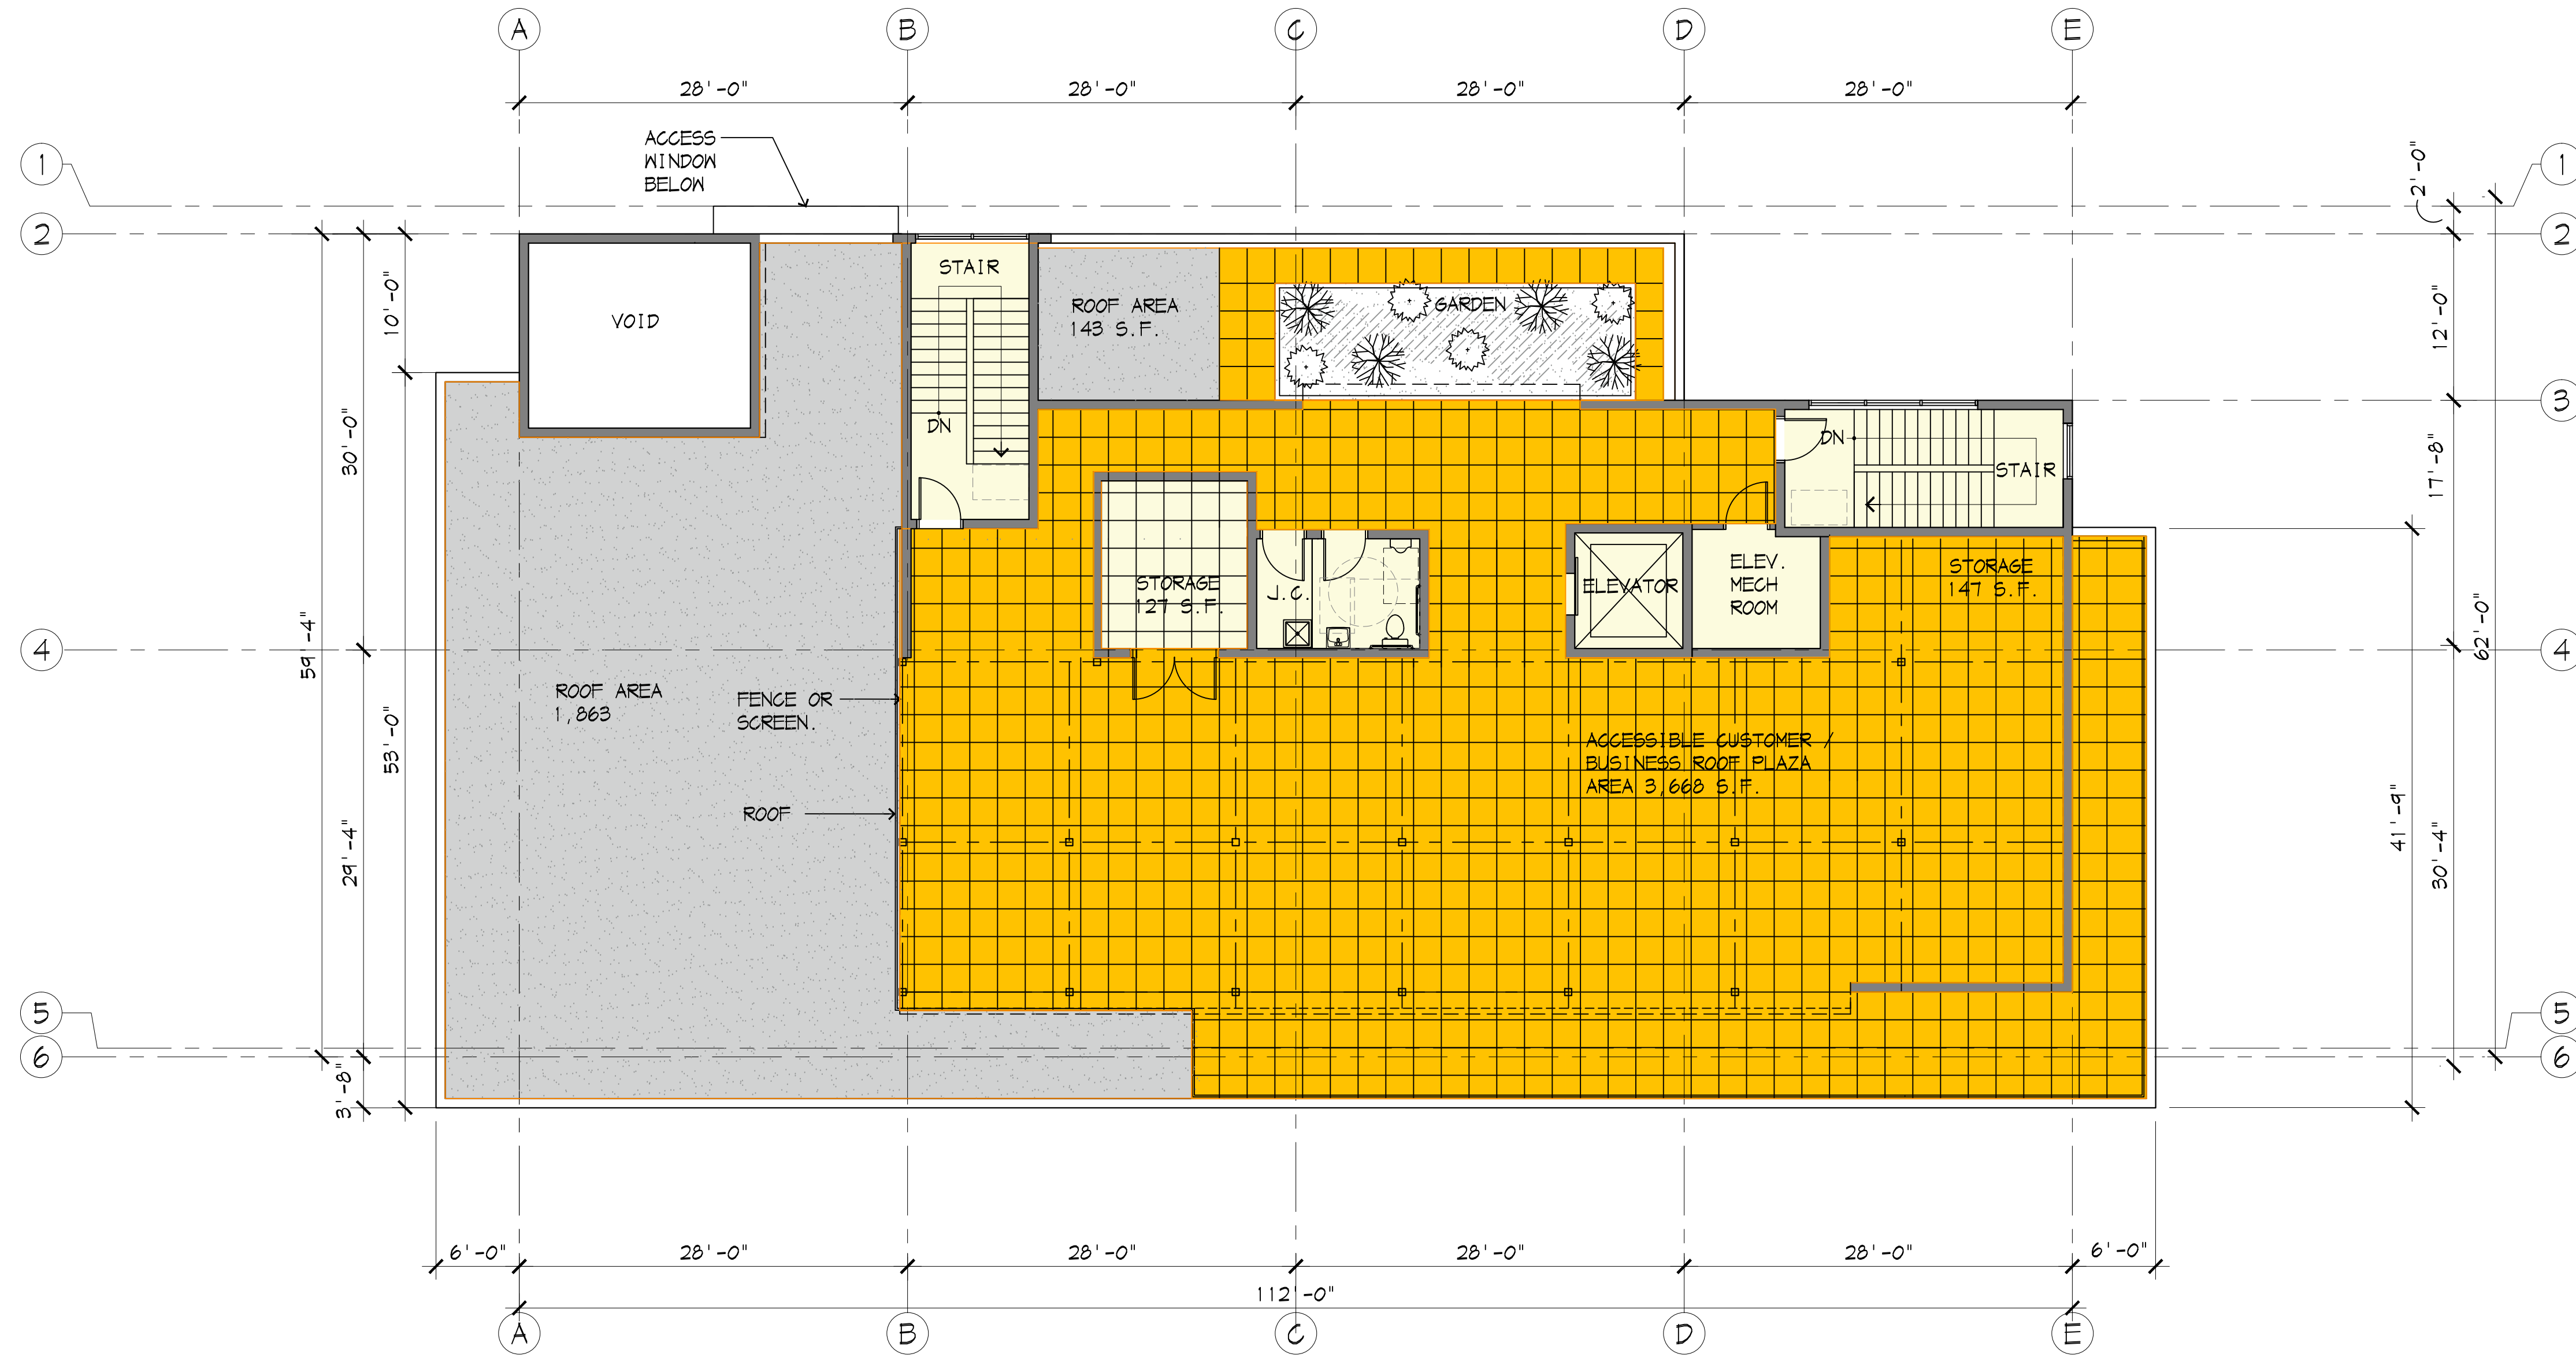 A B C D E
28'-0" 28'-0" 28'-0" 28'-0"
ACCESS
WINDOW
BELOW
1 1
2'-0"
2 2
STAIR
10'-0"
VOID
ROOF AREA
143 S.F.
GARDEN
12'-0"
3
30'-0"
DN
DN
STAIR
17'-8"
STORAGE
127 S.F.
J.C.
ELEVATOR
ELEV.
MECH
ROOM
STORAGE
147 S.F.
59'-4"
62'-0"
4 4
ROOF AREA
1,863
FENCE OR
SCREEN.
53'-0"
ACCESSIBLE CUSTOMER /
BUSINESS ROOF PLAZA
AREA 3,668 S.F.
ROOF
29'-4"
41'-9"
30'-4"
5 5
6 6
3'-8"
6'-0" 28'-0" 28'-0" 28'-0" 28'-0" 6'-0"
112'-0"
A B C D E